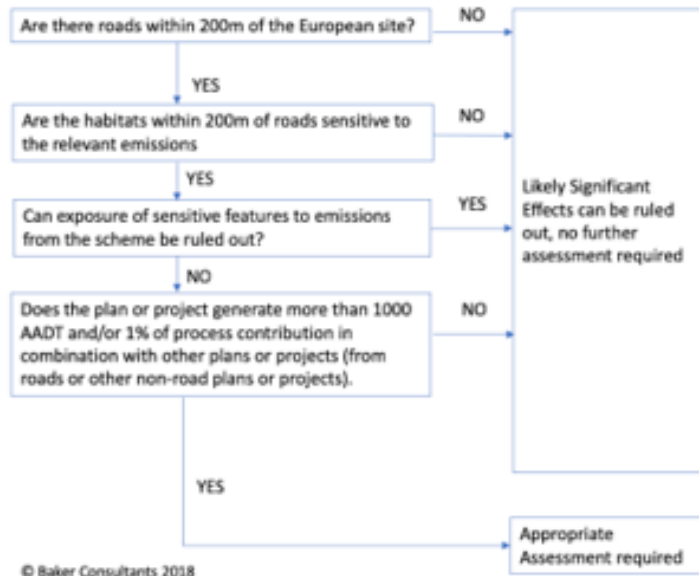 Are there roads within 200m of the European site?
NO
YES
Are the habitats within 200m of roads sensitive to
the relevant emissions
NO
YES
Can exposure of sensitive features to emissions
from the scheme be ruled out?
YES
NO
Does the plan or project generate more than 1000
AADT and/or 1% of process contribution in
combination with other plans or projects (from
roads or other non-road plans or projects).
NO
Likely Significant
Effects can be ruled
out, no further
assessment required
YES
Appropriate
Assessment required
© Baker Consultants 2018